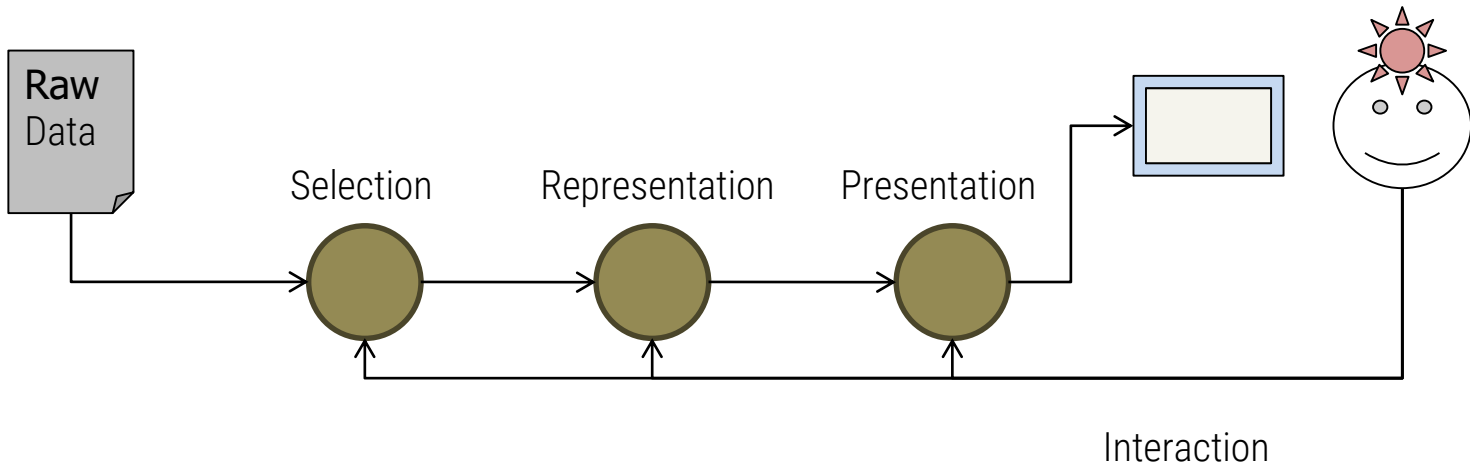 Raw
Data
Selection
Representation
Presentation
Interaction